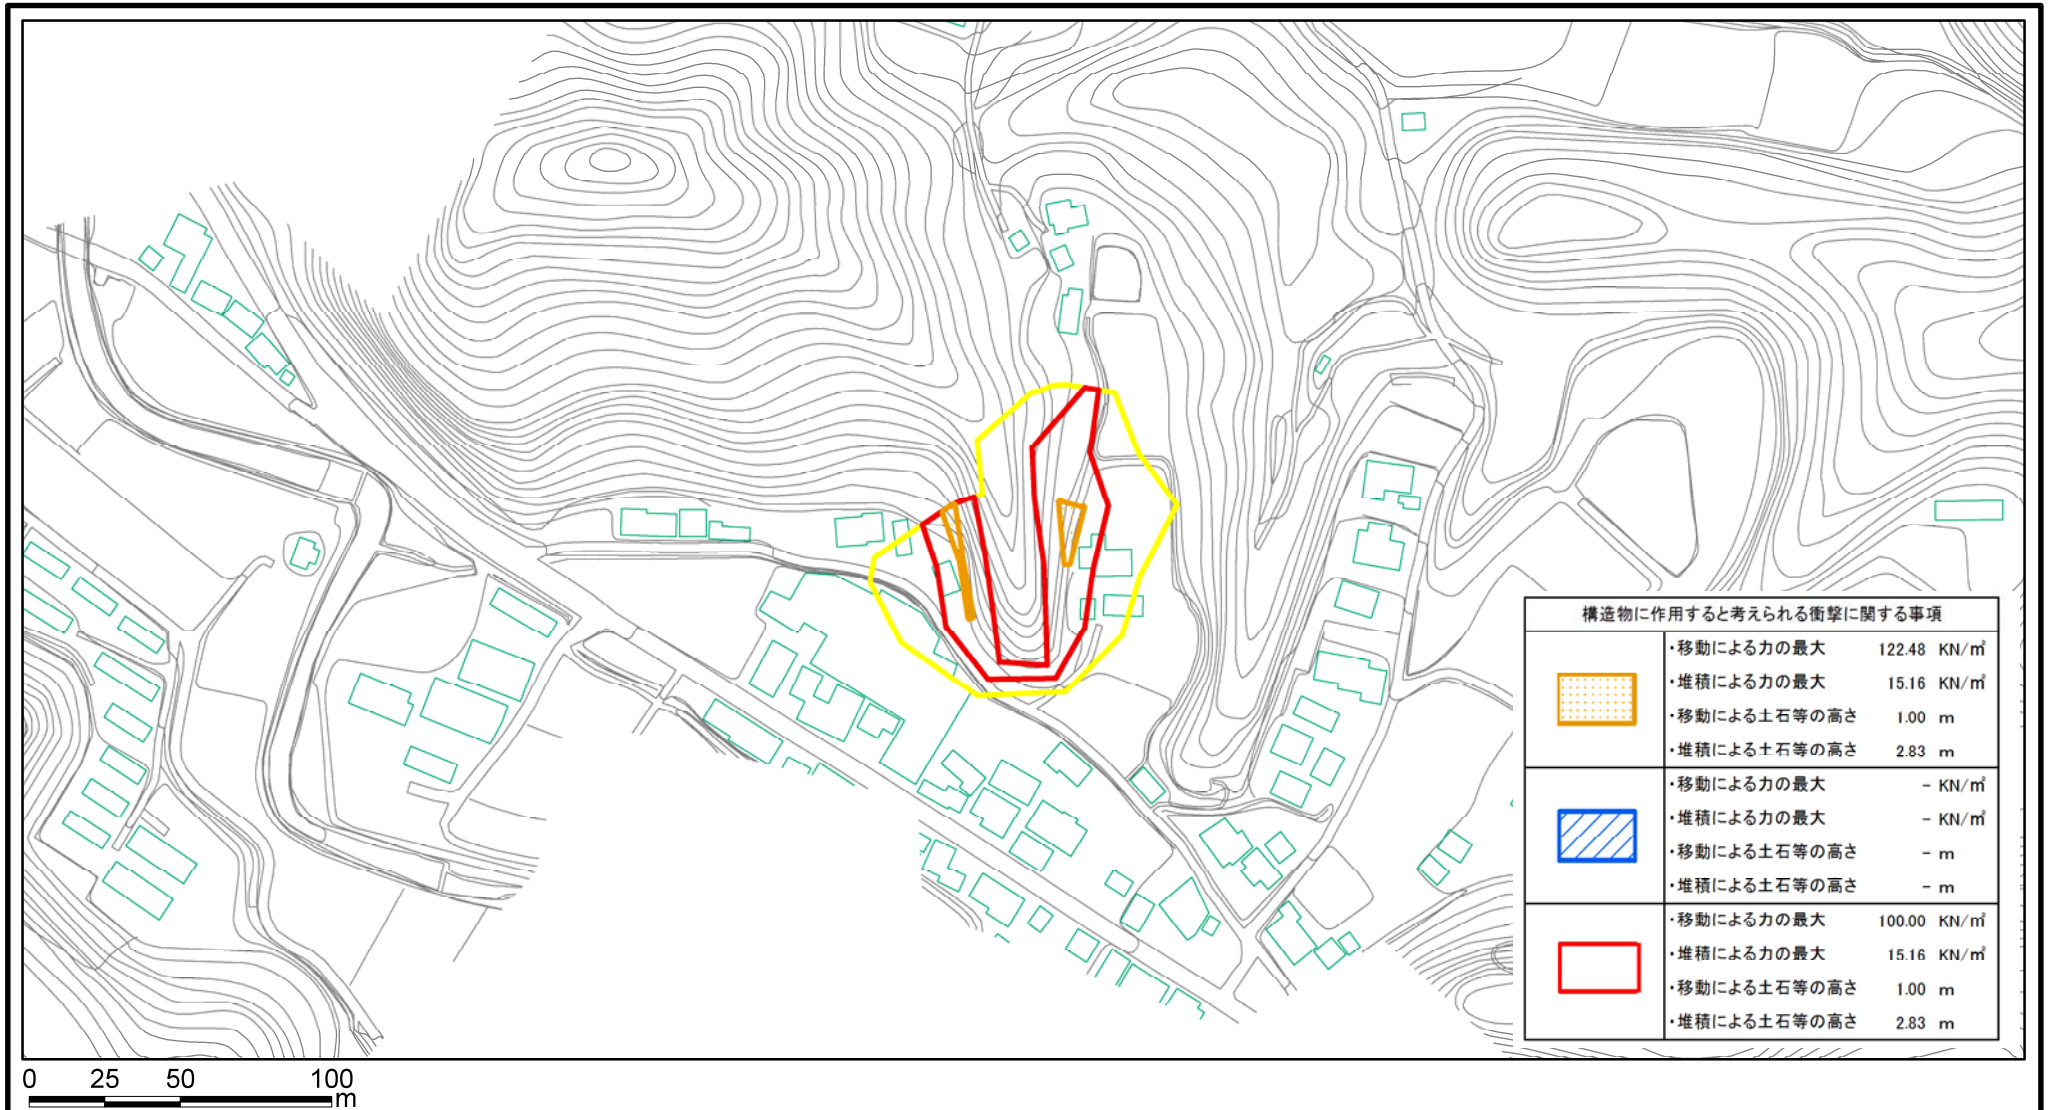 構造物に作用すると考えられる衝撃に関する事項
・移動による力の最大 122.48 KN/㎡
・堆積による力の最大 15.16 KN/㎡
・移動による土石等の高さ 1.00 m
・堆積による土石等の高さ 2.83 m
・移動による力の最大 - KN/㎡
・堆積による力の最大 - KN/㎡
・移動による土石等の高さ - m
・堆積による土石等の高さ - m
・移動による力の最大 100.00 KN/㎡
・堆積による力の最大 15.16 KN/㎡
・移動による土石等の高さ 1.00 m
・堆積による土石等の高さ 2.83 m
0 25 50 100
m